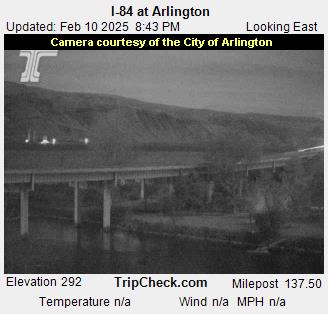 I-84 at Arlington
Updated: Feb 10 2025 8:43 PM Looking East
Camera courtesy of the City of Arlington
Elevation 292 TripCheck.com Milepost 137.50
Temperature n/a Wind n/a MPH n/a